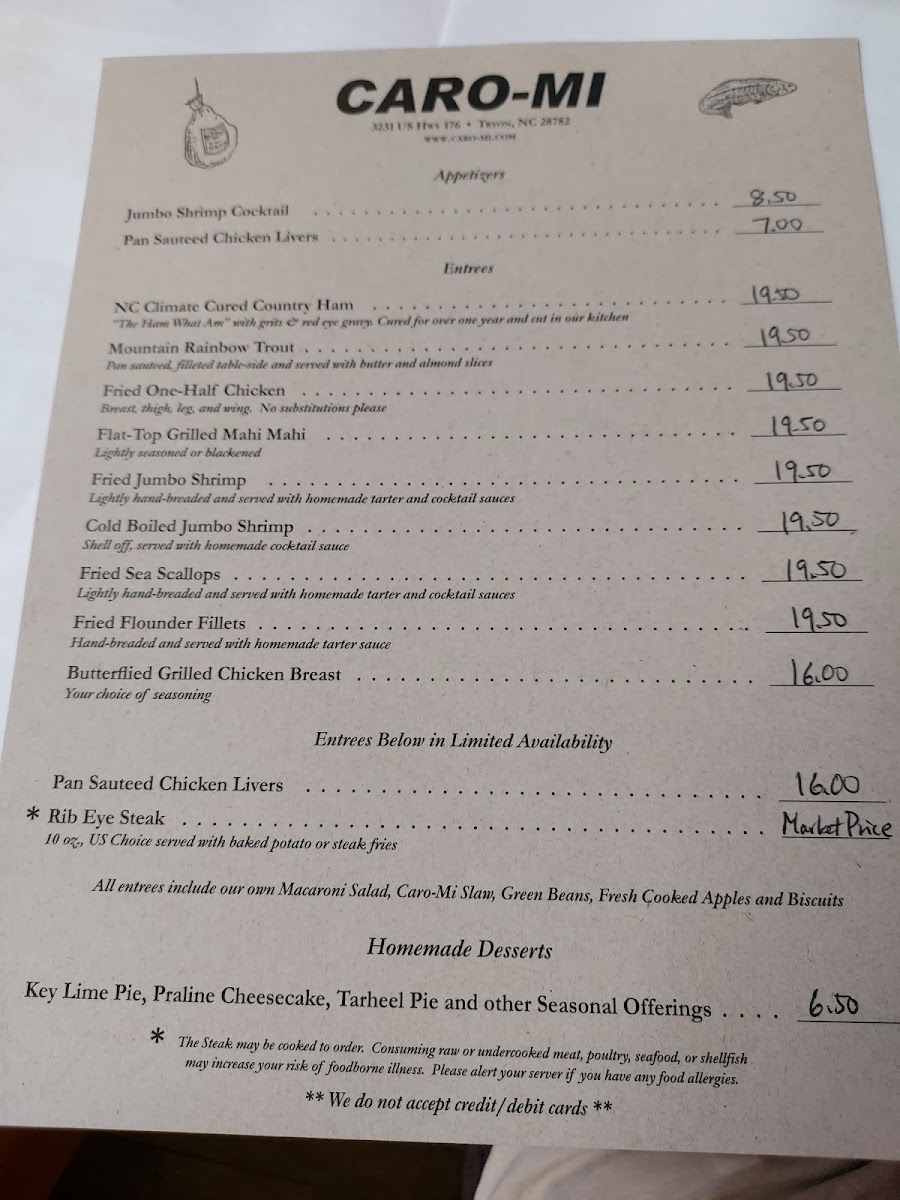 CARO-MI
3231 US Hwy 176 • Tryon, NC 28782
www.caro-mi.com
Appetizers
Jumbo Shrimp Cocktail 8.50
Pan Sauteed Chicken Livers 7.00
Entrees
NC Climate Cured Country Ham 19.50
"The Ham What Am" with grits & red eye gravy. Cured for over one year and cut in our kitchen
Mountain Rainbow Trout 19.50
Pan sauteed, filleted table-side and served with butter and almond slices
Fried One-Half Chicken 19.50
Breast, thigh, leg, and wing. No substitutions please
Flat-Top Grilled Mahi Mahi 19.50
Lightly seasoned or blackened
Fried Jumbo Shrimp 19.50
Lightly hand-breaded and served with homemade tarter and cocktail sauces
Cold Boiled Jumbo Shrimp 19.50
Shell off, served with homemade cocktail sauce
Fried Sea Scallops 19.50
Lightly hand-breaded and served with homemade tarter and cocktail sauces
Fried Flounder Fillets 19.50
Hand-breaded and served with homemade tarter sauce
Butterflied Grilled Chicken Breast 16.00
Your choice of seasoning
Entrees Below in Limited Availability
Pan Sauteed Chicken Livers 16.00
* Rib Eye Steak Market Price
10 oz., US Choice served with baked potato or steak fries
All entrees include our own Macaroni Salad, Caro-Mi Slaw, Green Beans, Fresh Cooked Apples and Biscuits
Homemade Desserts
Key Lime Pie, Praline Cheesecake, Tarheel Pie and other Seasonal Offerings 6.50
* The Steak may be cooked to order. Consuming raw or undercooked meat, poultry, seafood, or shellfish
may increase your risk of foodborne illness. Please alert your server if you have any food allergies.
** We do not accept credit/debit cards **